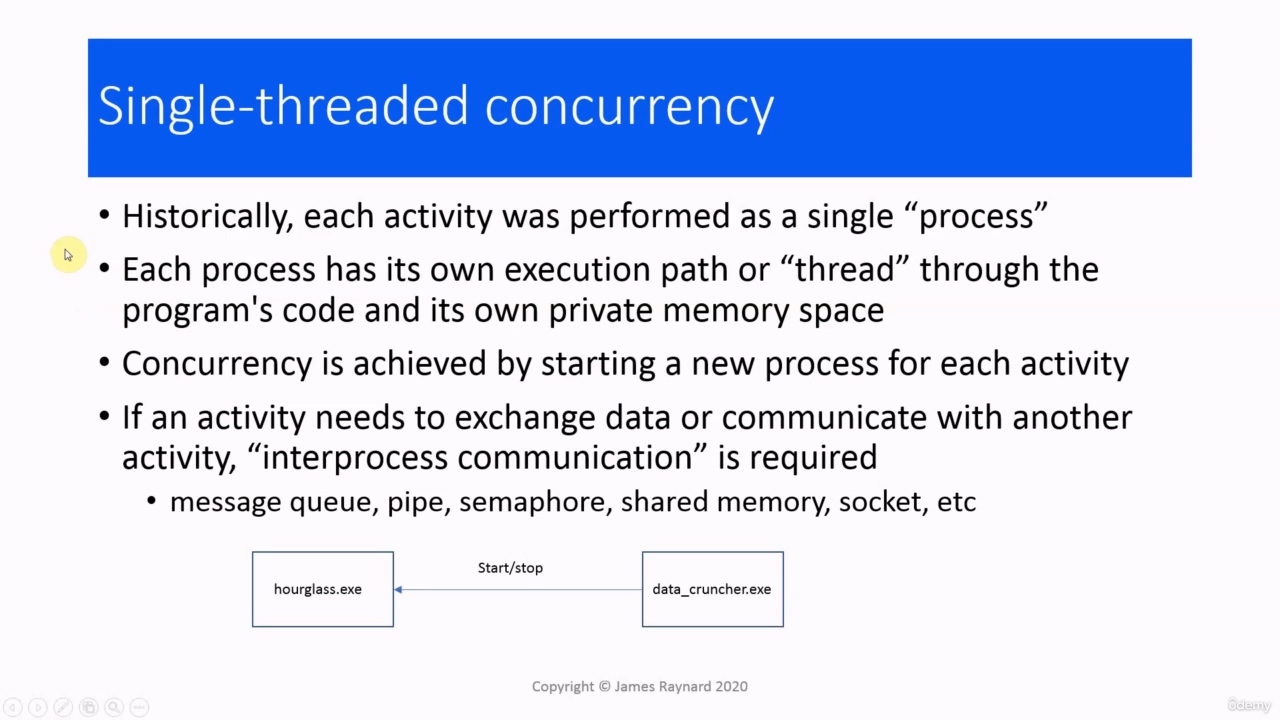 Single-threaded concurrency
• Historically, each activity was performed as a single “process”
• Each process has its own execution path or “thread” through the
program's code and its own private memory space
• Concurrency is achieved by starting a new process for each activity
• If an activity needs to exchange data or communicate with another
activity, “interprocess communication” is required
• message queue, pipe, semaphore, shared memory, socket, etc
Start/stop
hourglass.exe
data_cruncher.exe
Copyright © James Raynard 2020
ûdemy